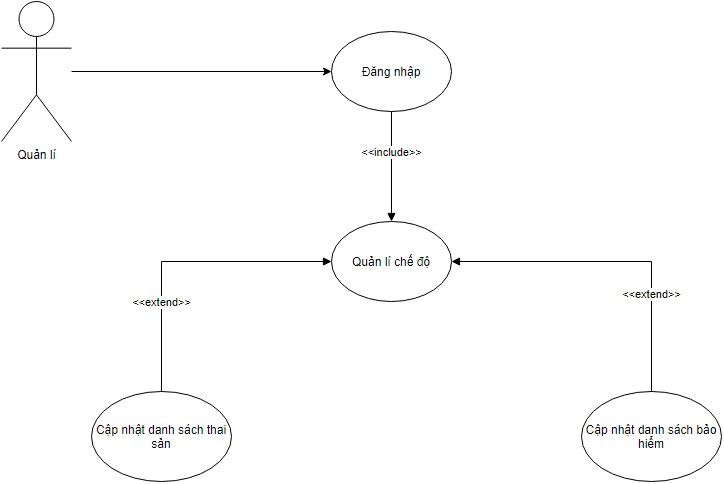 Đăng nhập
Quản lí
<<include>>
Quản lí chế độ
<<extend>>
<<extend>>
Cập nhật danh sách thai
sản
Cập nhật danh sách bảo
hiểm